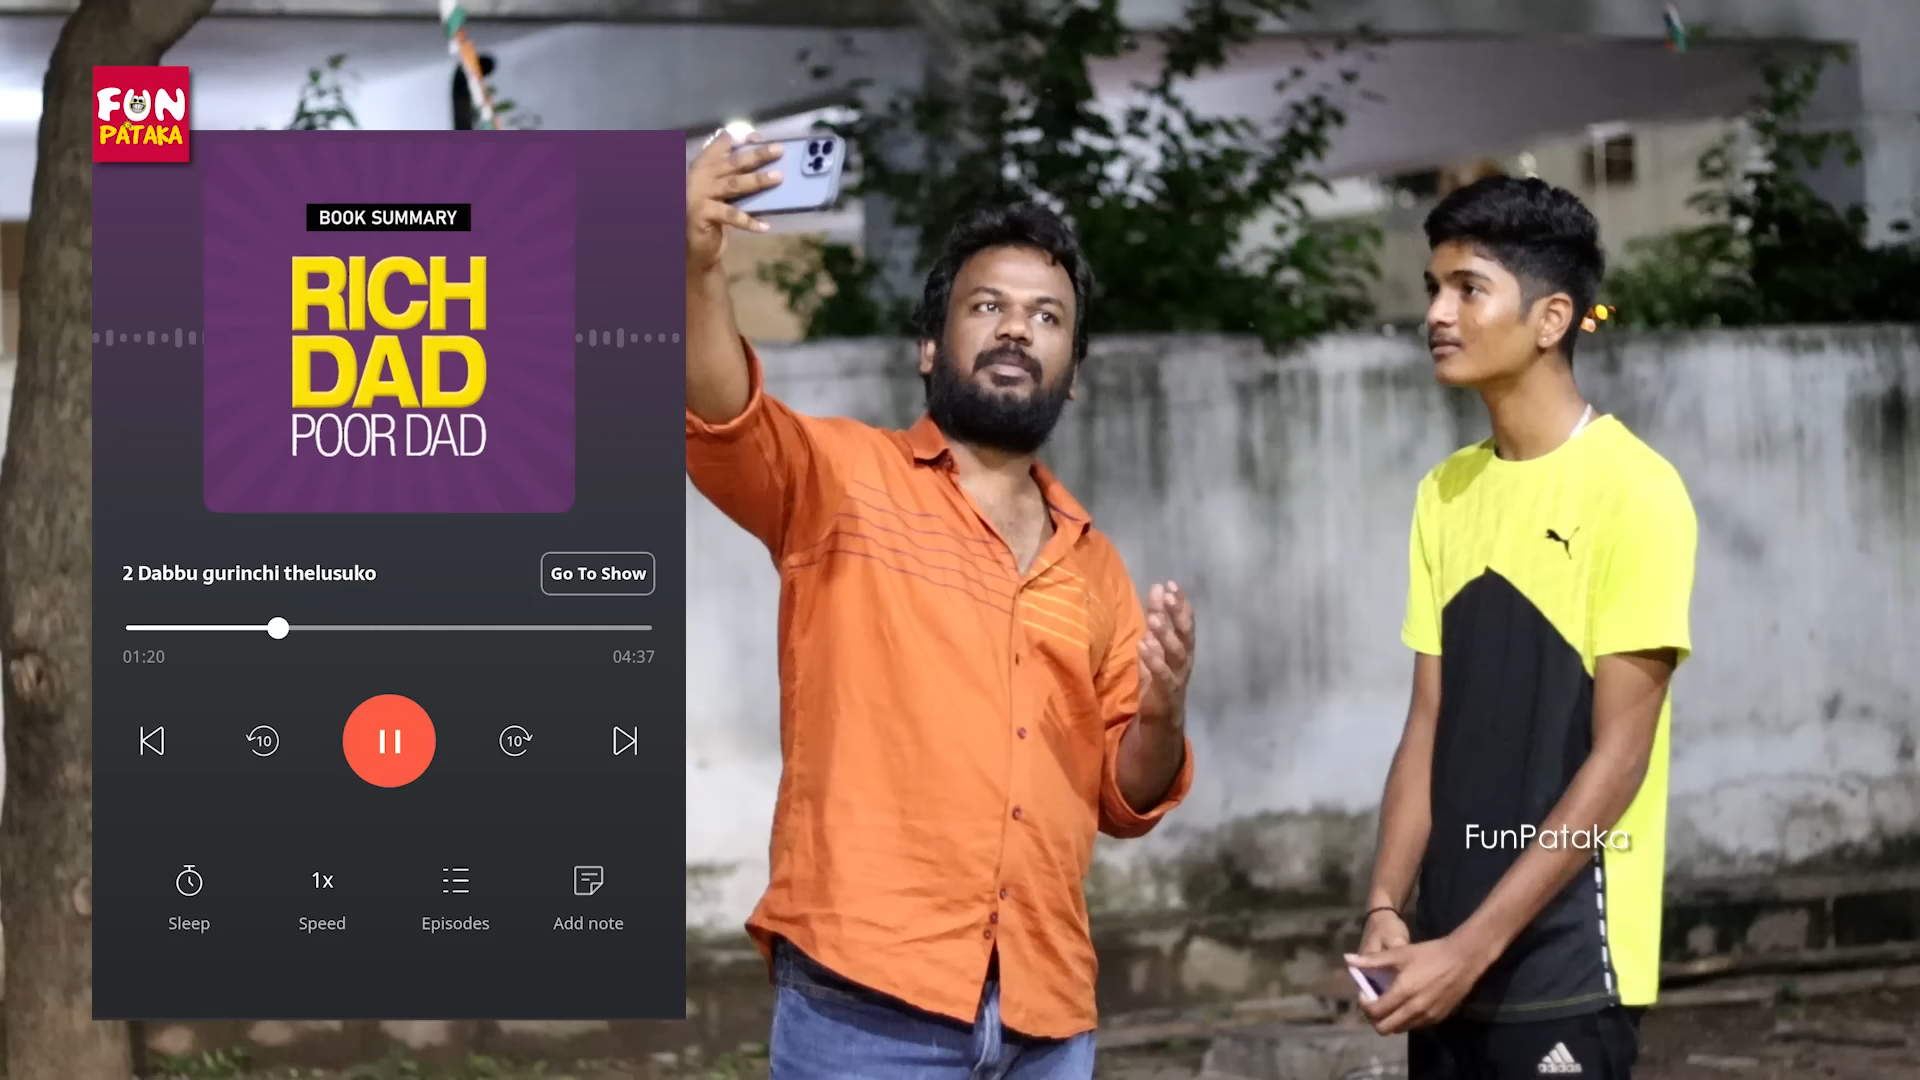 FUN
PATAKA
BOOK SUMMARY
RICH
DAD
POOR DAD
2 Dabbu gurinchi thelusuko
Go To Show
01:20
04:37
10
10
Sleep
1x
Speed
Episodes
Add note
FunPataka
adidas